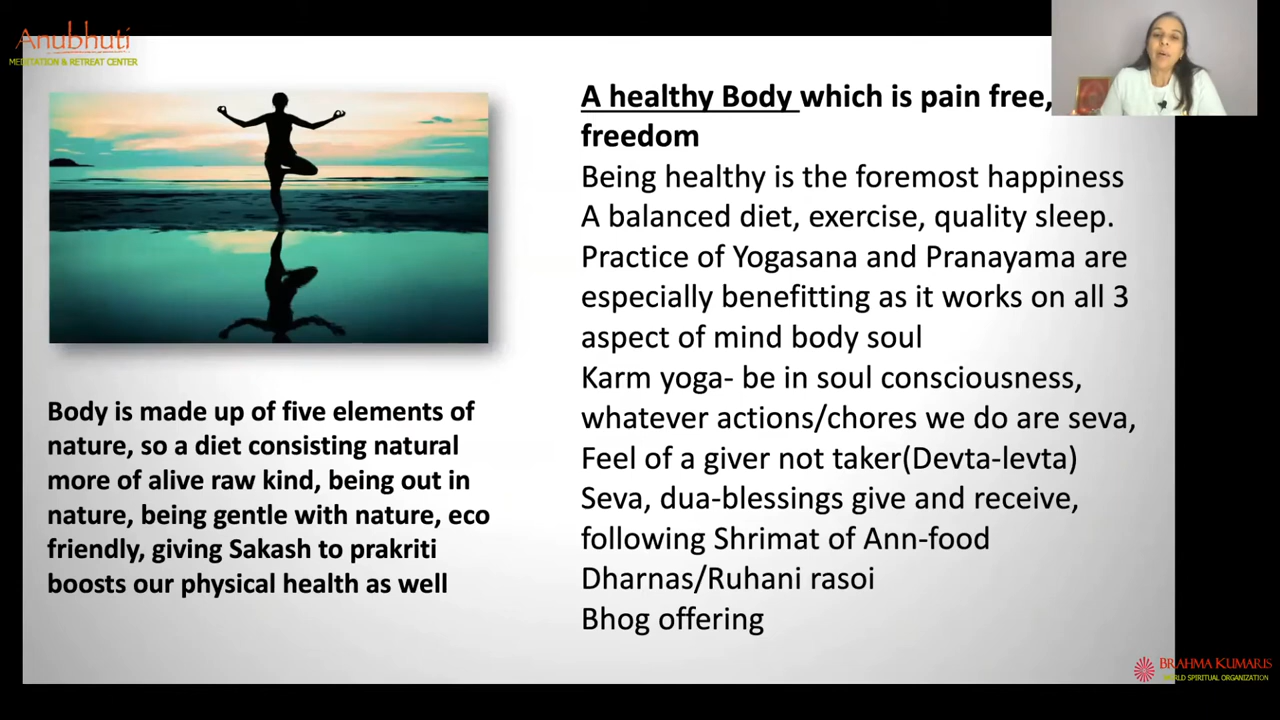 Anubhuti
MEDITATION & RETREAT CENTER
A healthy Body which is pain free,
freedom
Being healthy is the foremost happiness
A balanced diet, exercise, quality sleep.
Practice of Yogasana and Pranayama are
especially benefitting as it works on all 3
aspect of mind body soul
Karm yoga- be in soul consciousness,
whatever actions/chores we do are seva,
Feel of a giver not taker(Devta-levta)
Seva, dua-blessings give and receive,
following Shrimat of Ann-food
Dharnas/Ruhani rasoi
Bhog offering
Body is made up of five elements of
nature, so a diet consisting natural
more of alive raw kind, being out in
nature, being gentle with nature, eco
friendly, giving Sakash to prakriti
boosts our physical health as well
BRAHMA KUMARIS
WORLD SPIRITUAL ORGANIZATION